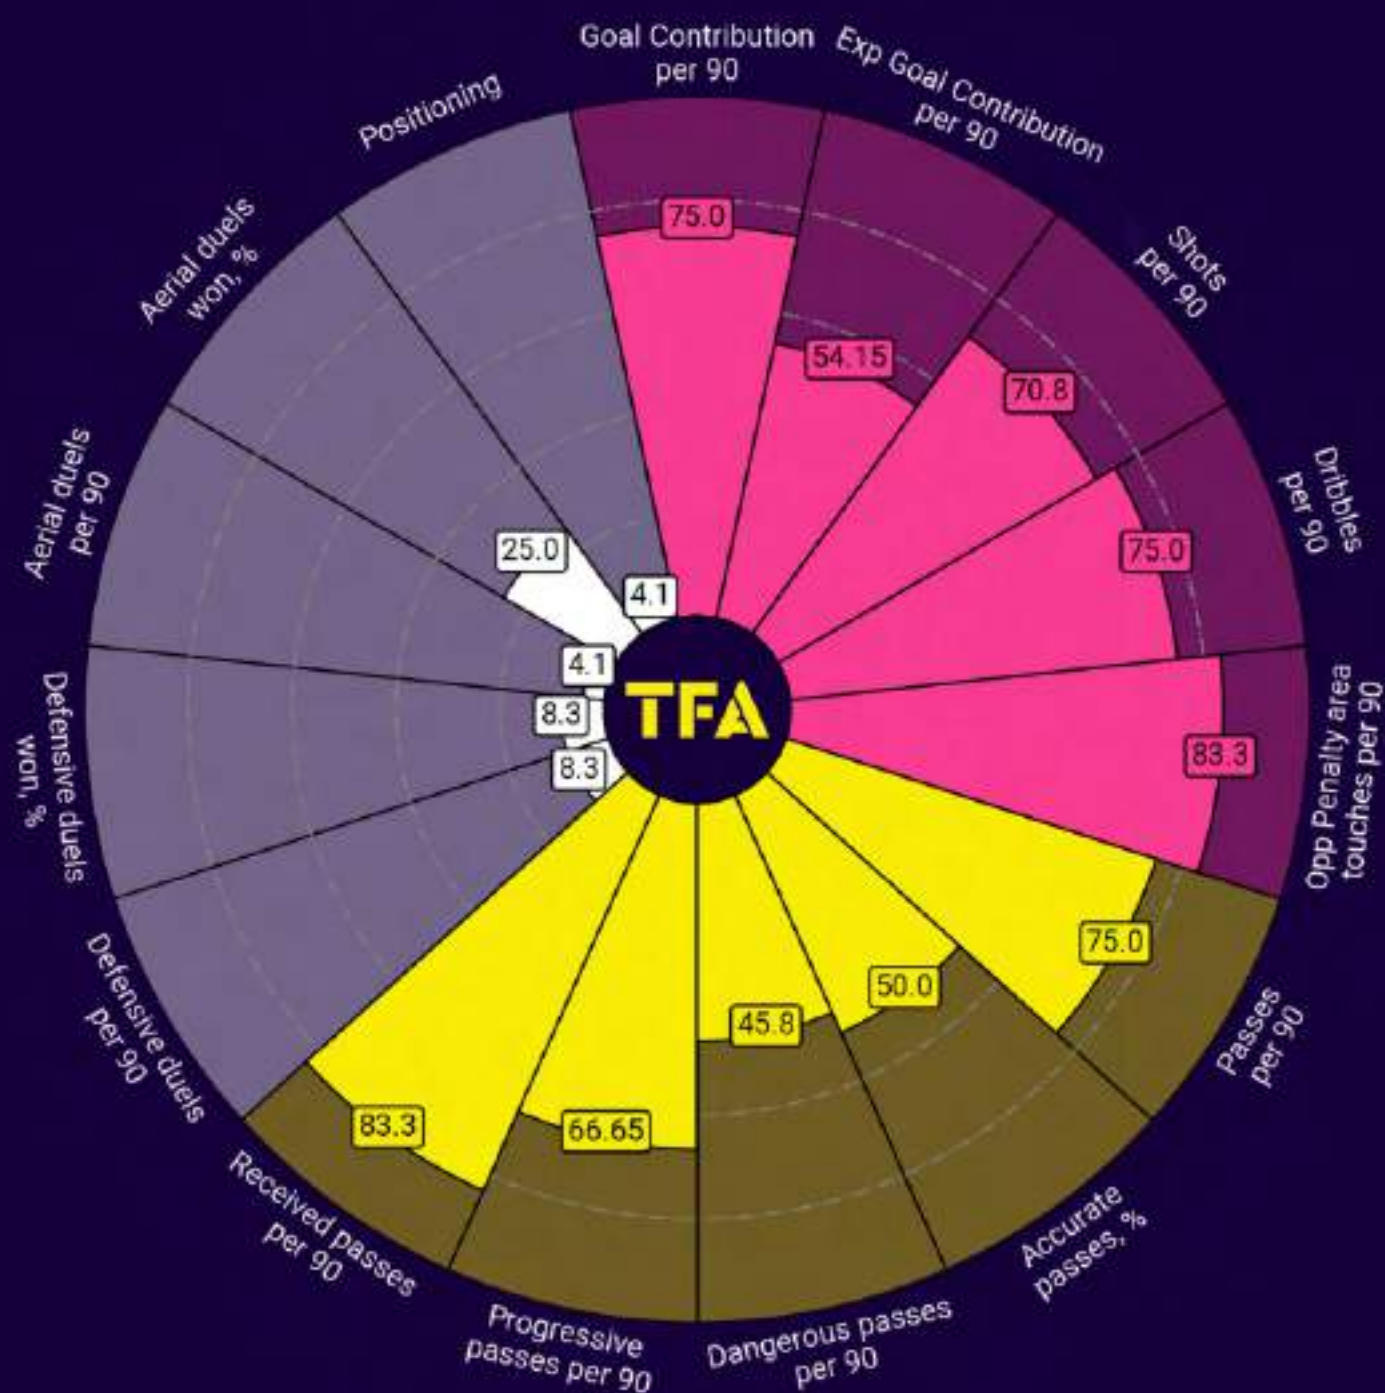 Goal Contribution
per 90
Exp Goal Contribution
per 90
Shots
per 90
Dribbles
per 90
Opp Penalty area
touches per 90
Passes
per 90
Accurate
passes, %
Dangerous passes
per 90
Progressive
passes per 90
Received passes
per 90
Defensive duels
per 90
Defensive duels
won, %
Aerial duels
per 90
Aerial duels
won, %
Positioning
75.0
54.15
70.8
75.0
83.3
75.0
50.0
45.8
66.65
83.3
8.3
8.3
4.1
25.0
4.1
TFA